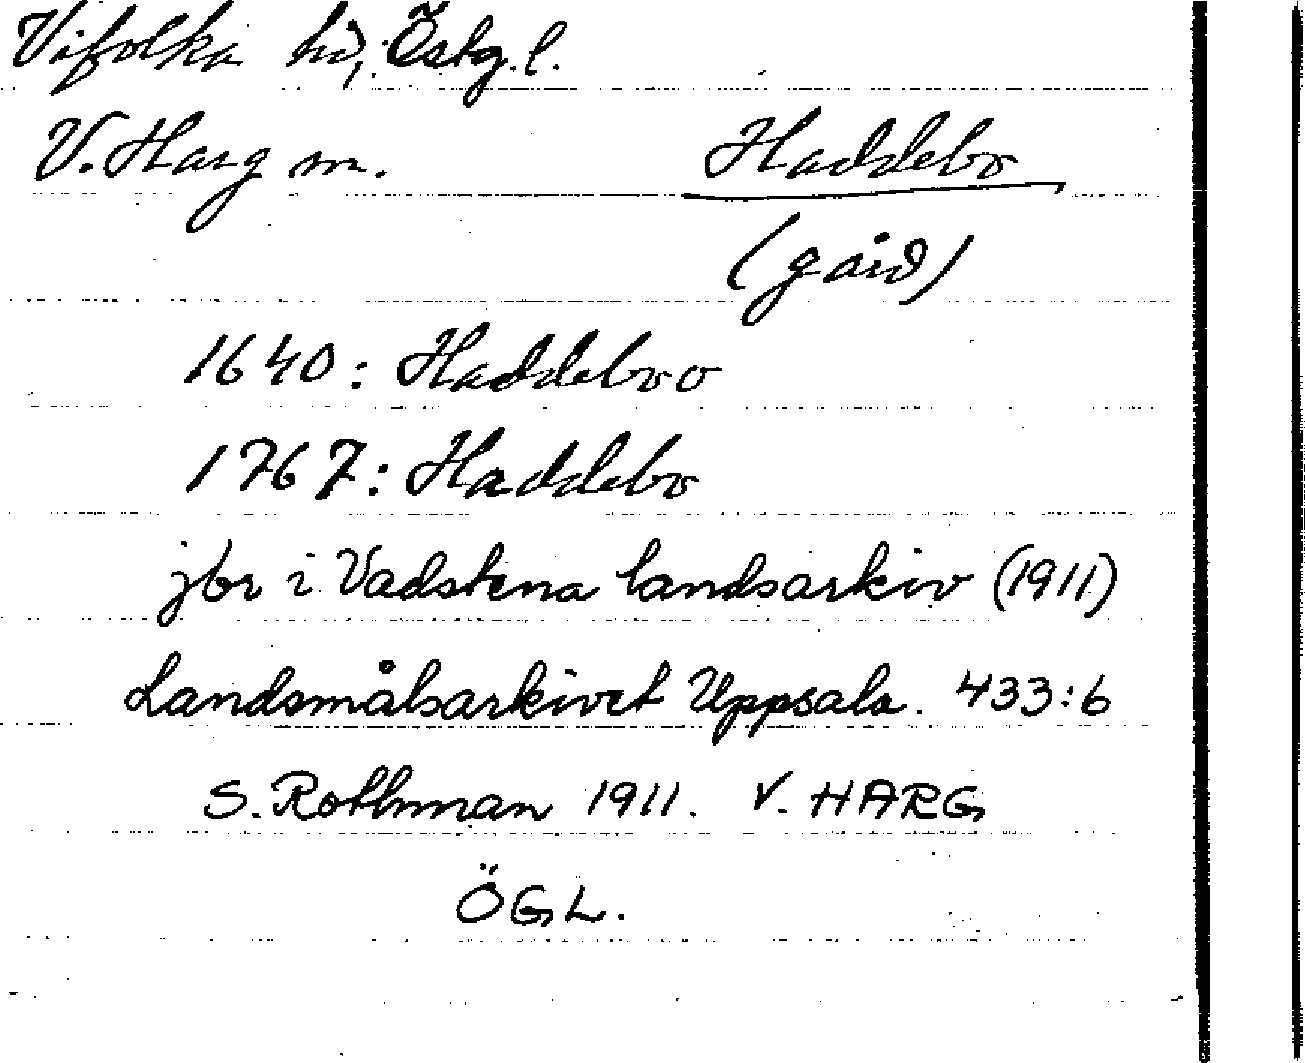 Vifolka hd, Östg.l.
V. Harg sn. Haddebo
(gård)
1640: Haddeboo
1767: Haddebo
jbr i Vadstena landsarkiv (1911)
Landsmålsarkivet Uppsala. 433:6
S. Rothman 1911. V. HARG
ÖGL.